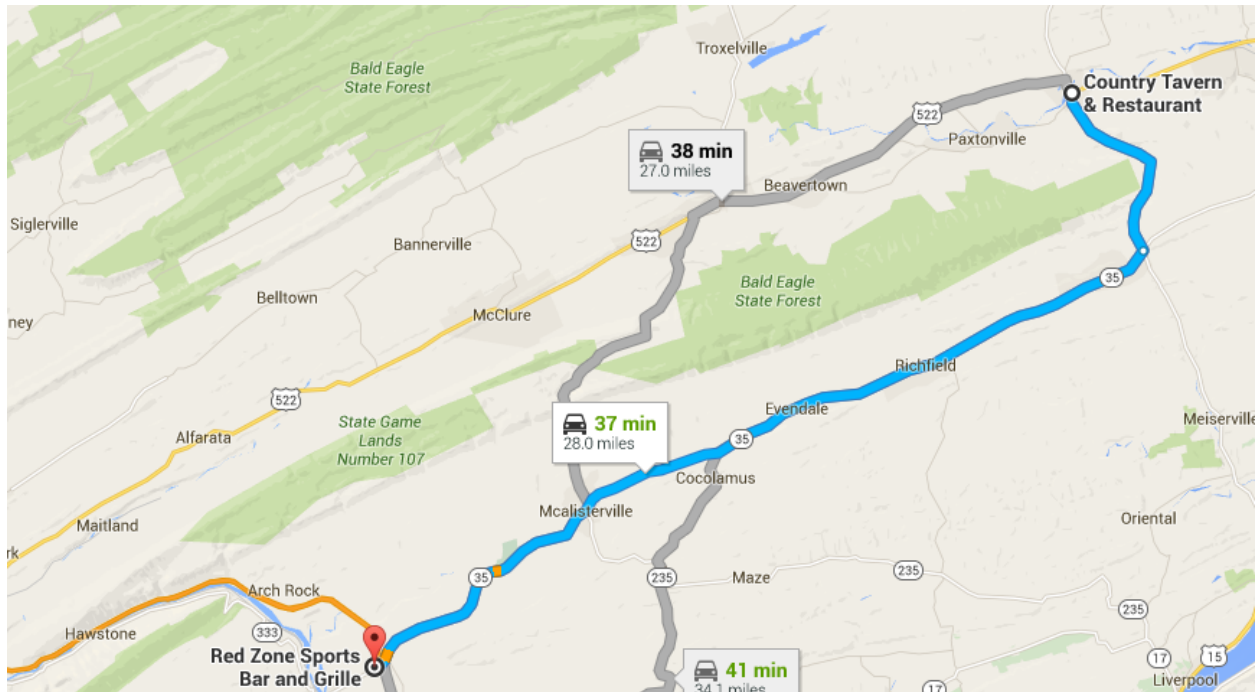 Troxelville
Bald Eagle
State Forest
Country Tavern
& Restaurant
522
Paxtonville
38 min
27.0 miles
Beavertown
Siglerville
Bannerville
522
Bald Eagle
State Forest
35
Belltown
ney
McClure
Richfield
522
Evendale
37 min
28.0 miles
Meiserville
State Game
Lands
Number 107
Alfarata
35
Cocolamus
Mcalisterville
Oriental
Maitland
rk
35
235
Maze
235
Arch Rock
235
333
Hawstone
Red Zone Sports
Bar and Grille
41 min
34.1 miles
17
15
Liverpool
17